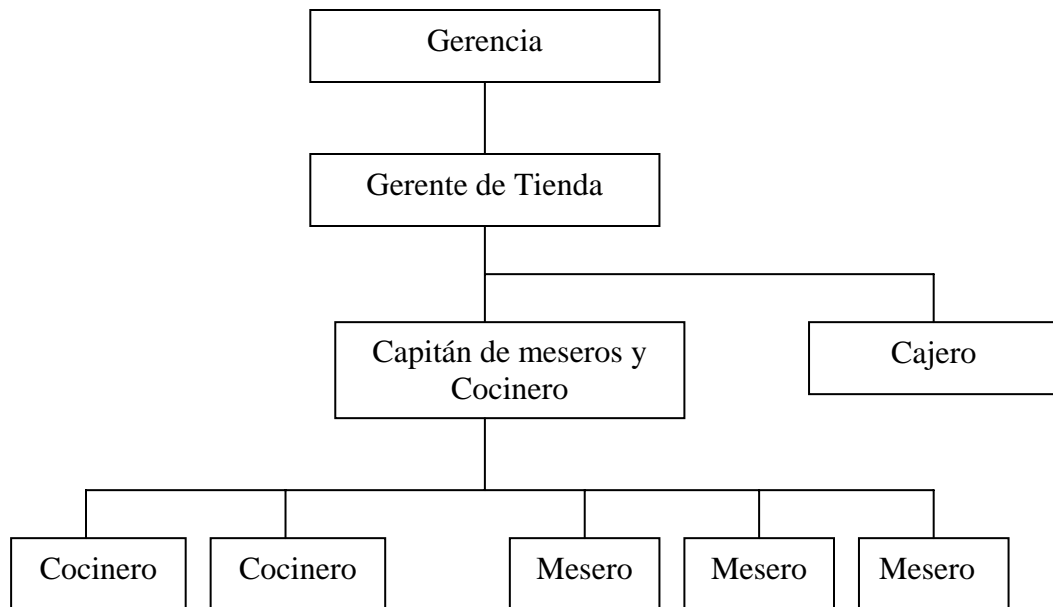 Gerencia
Gerente de Tienda
Capitán de meseros y
Cocinero
Cajero
Cocinero
Cocinero
Mesero
Mesero
Mesero